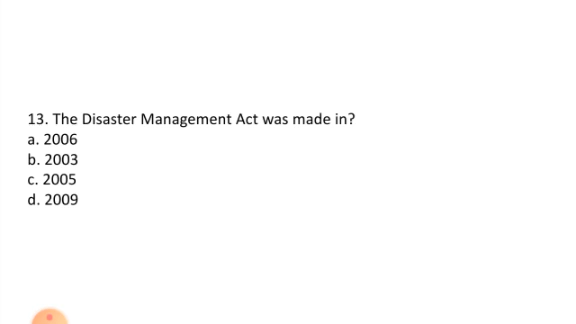 13. The Disaster Management Act was made in?
a. 2006
b. 2003
c. 2005
d. 2009